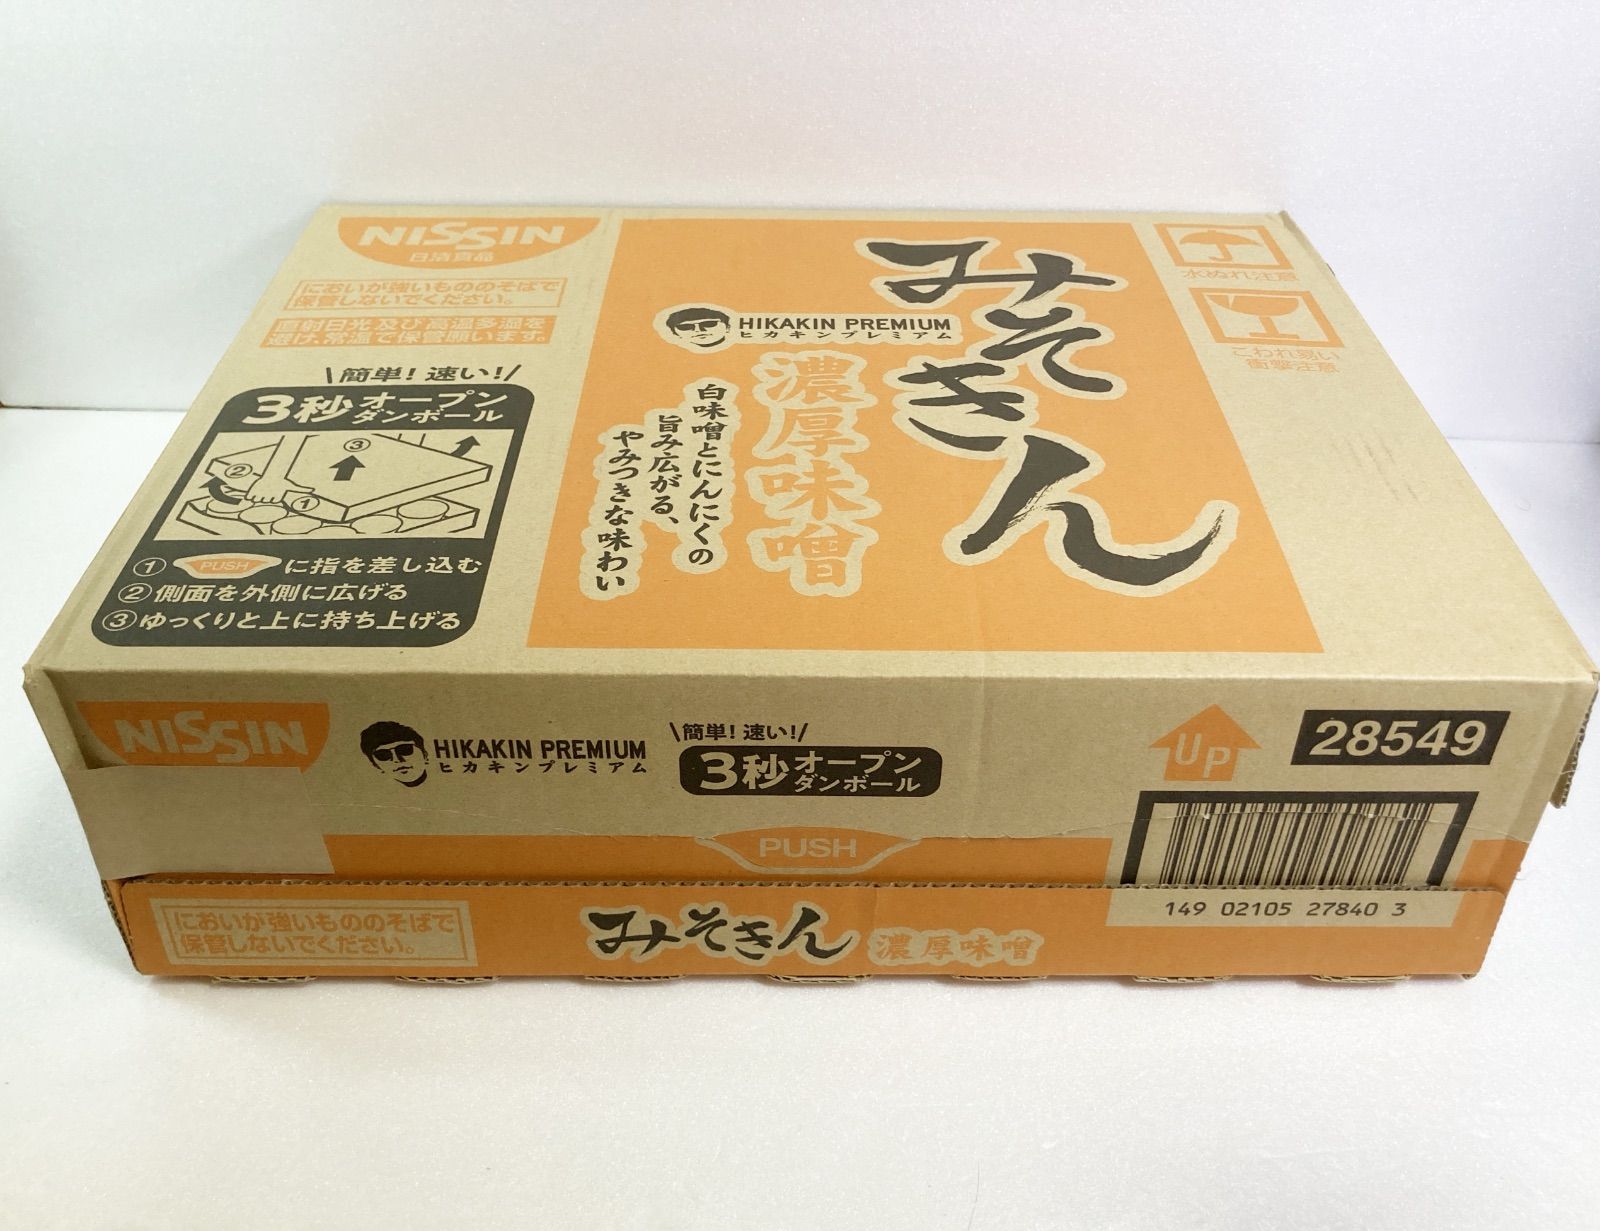 NISSIN
日清食品
においが強いもののそばで
保管しないでください。
直射日光及び高温多湿を
避け、常温で保管願います。
\簡単!速い!/
3秒オープン
ダンボール
③
②
①
①PUSHに指を差し込む
②側面を外側に広げる
③ゆっくりと上に持ち上げる
みそきん
HIKAKIN PREMIUM
ヒカキンプレミアム
濃厚味噌
白味噌とにんにくの
旨み広がる、
やみつきな味わい
水ぬれ注意
こわれ易い
衝撃注意
NISSIN
HIKAKIN PREMIUM
ヒカキンプレミアム
\簡単!速い!/
3秒オープン
ダンボール
UP
28549
PUSH
149 02105 27840 3
においが強いもののそばで
保管しないでください。
みそきん 濃厚味噌